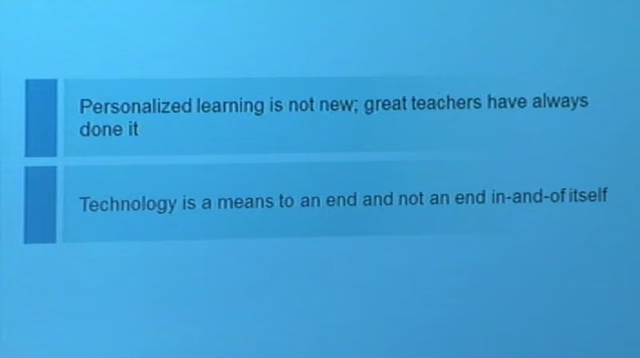 Personalized learning is not new; great teachers have always
done it
Technology is a means to an end and not an end in-and-of itself